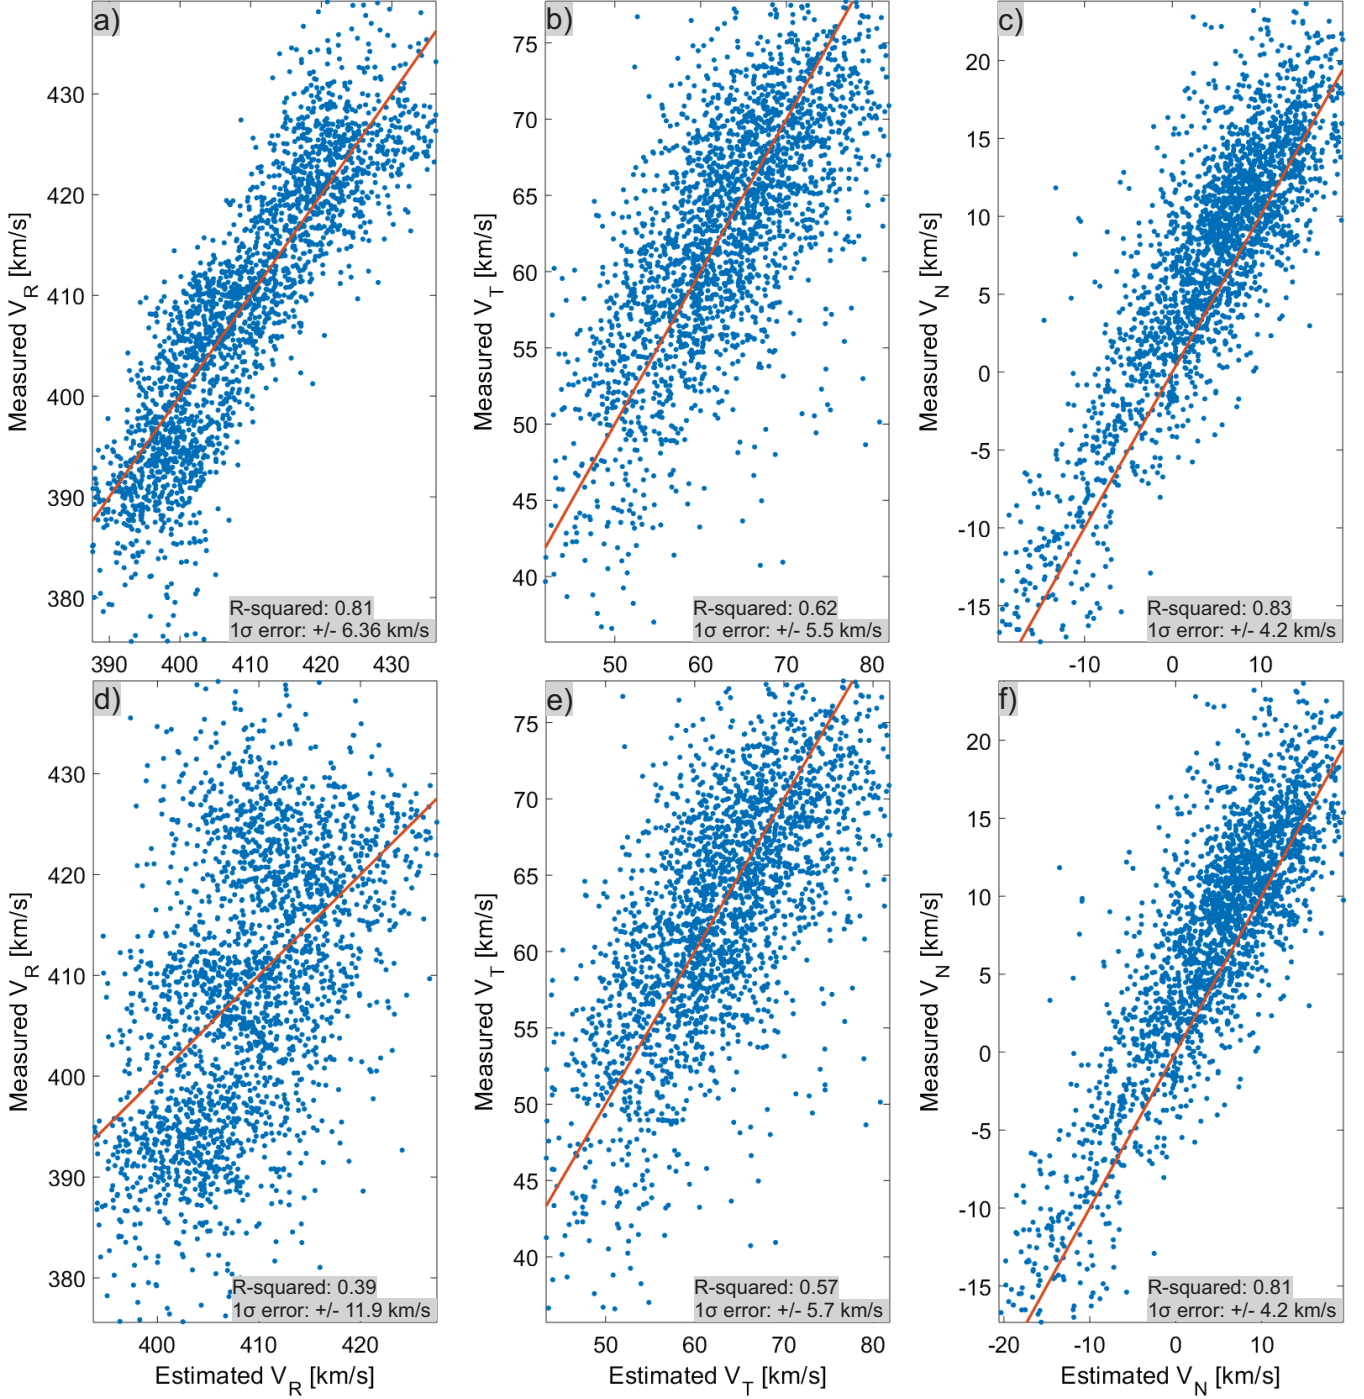 a)
b)
c)
Measured V_R [km/s]
430
420
410
400
390
380
390 400 410 420 430
R-squared: 0.81
1σ error: +/- 6.36 km/s
Measured V_T [km/s]
75
70
65
60
55
50
45
40
50 60 70 80
R-squared: 0.62
1σ error: +/- 5.5 km/s
Measured V_N [km/s]
20
15
10
5
0
-5
-10
-15
-10 0 10
R-squared: 0.83
1σ error: +/- 4.2 km/s
d)
e)
f)
Measured V_R [km/s]
430
420
410
400
390
380
400 410 420
Estimated V_R [km/s]
R-squared: 0.39
1σ error: +/- 11.9 km/s
Measured V_T [km/s]
75
70
65
60
55
50
45
40
50 60 70 80
Estimated V_T [km/s]
R-squared: 0.57
1σ error: +/- 5.7 km/s
Measured V_N [km/s]
20
15
10
5
0
-5
-10
-15
-20 -10 0 10
Estimated V_N [km/s]
R-squared: 0.81
1σ error: +/- 4.2 km/s